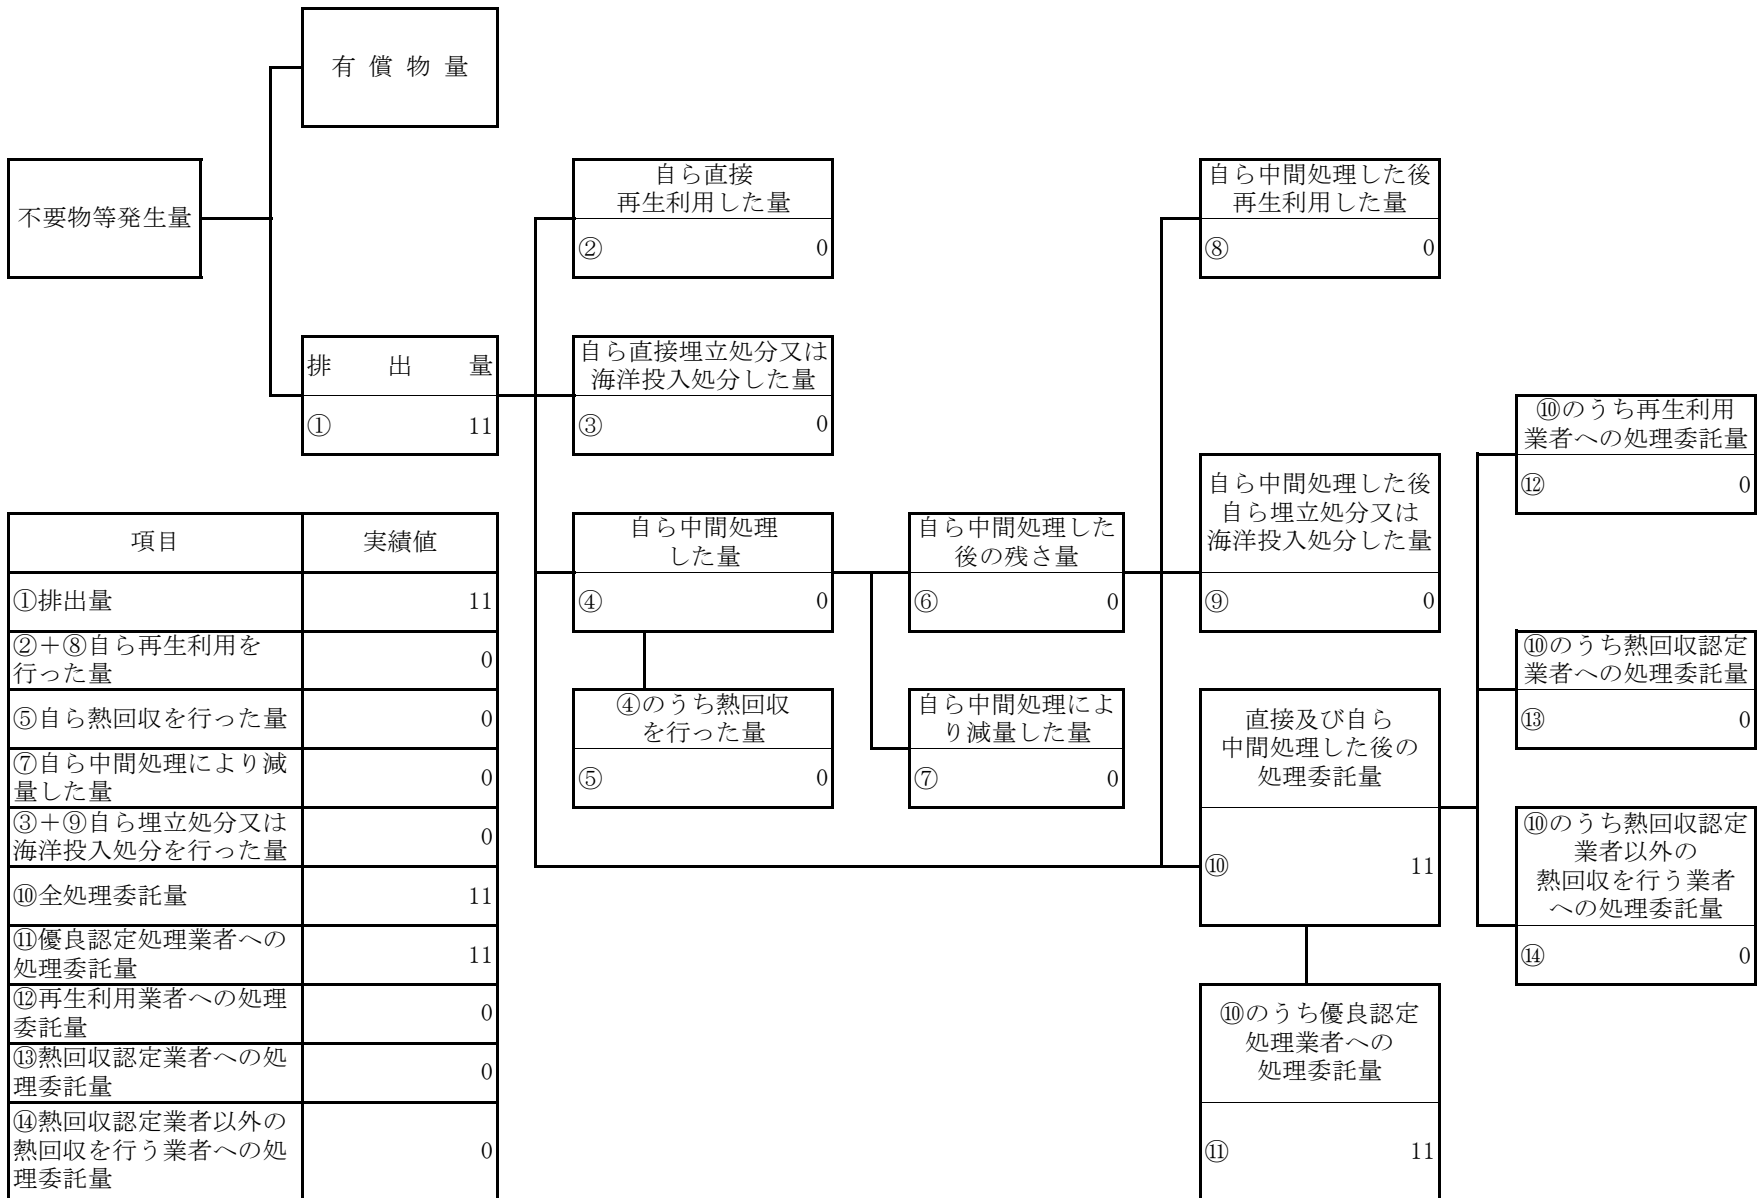 有償物量
不要物等発生量
排出量
① 11
自ら直接
再生利用した量
② 0
自ら直接埋立処分又は
海洋投入処分した量
③ 0
自ら中間処理
した量
④ 0
④のうち熱回収
を行った量
⑤ 0
自ら中間処理した
後の残さ量
⑥ 0
自ら中間処理によ
り減量した量
⑦ 0
自ら中間処理した後
再生利用した量
⑧ 0
自ら中間処理した後
自ら埋立処分又は
海洋投入処分した量
⑨ 0
直接及び自ら
中間処理した後の
処理委託量
⑩ 11
⑩のうち優良認定
処理業者への
処理委託量
⑪ 11
⑩のうち再生利用
業者への処理委託量
⑫ 0
⑩のうち熱回収認定
業者への処理委託量
⑬ 0
⑩のうち熱回収認定
業者以外の
熱回収を行う業者
への処理委託量
⑭ 0
項目 実績値
①排出量 11
②＋⑧自ら再生利用を
行った量 0
⑤自ら熱回収を行った量 0
⑦自ら中間処理により減
量した量 0
③＋⑨自ら埋立処分又は
海洋投入処分を行った量 0
⑩全処理委託量 11
⑪優良認定処理業者への
処理委託量 11
⑫再生利用業者への処理
委託量 0
⑬熱回収認定業者への処
理委託量 0
⑭熱回収認定業者以外の
熱回収を行う業者への処
理委託量 0